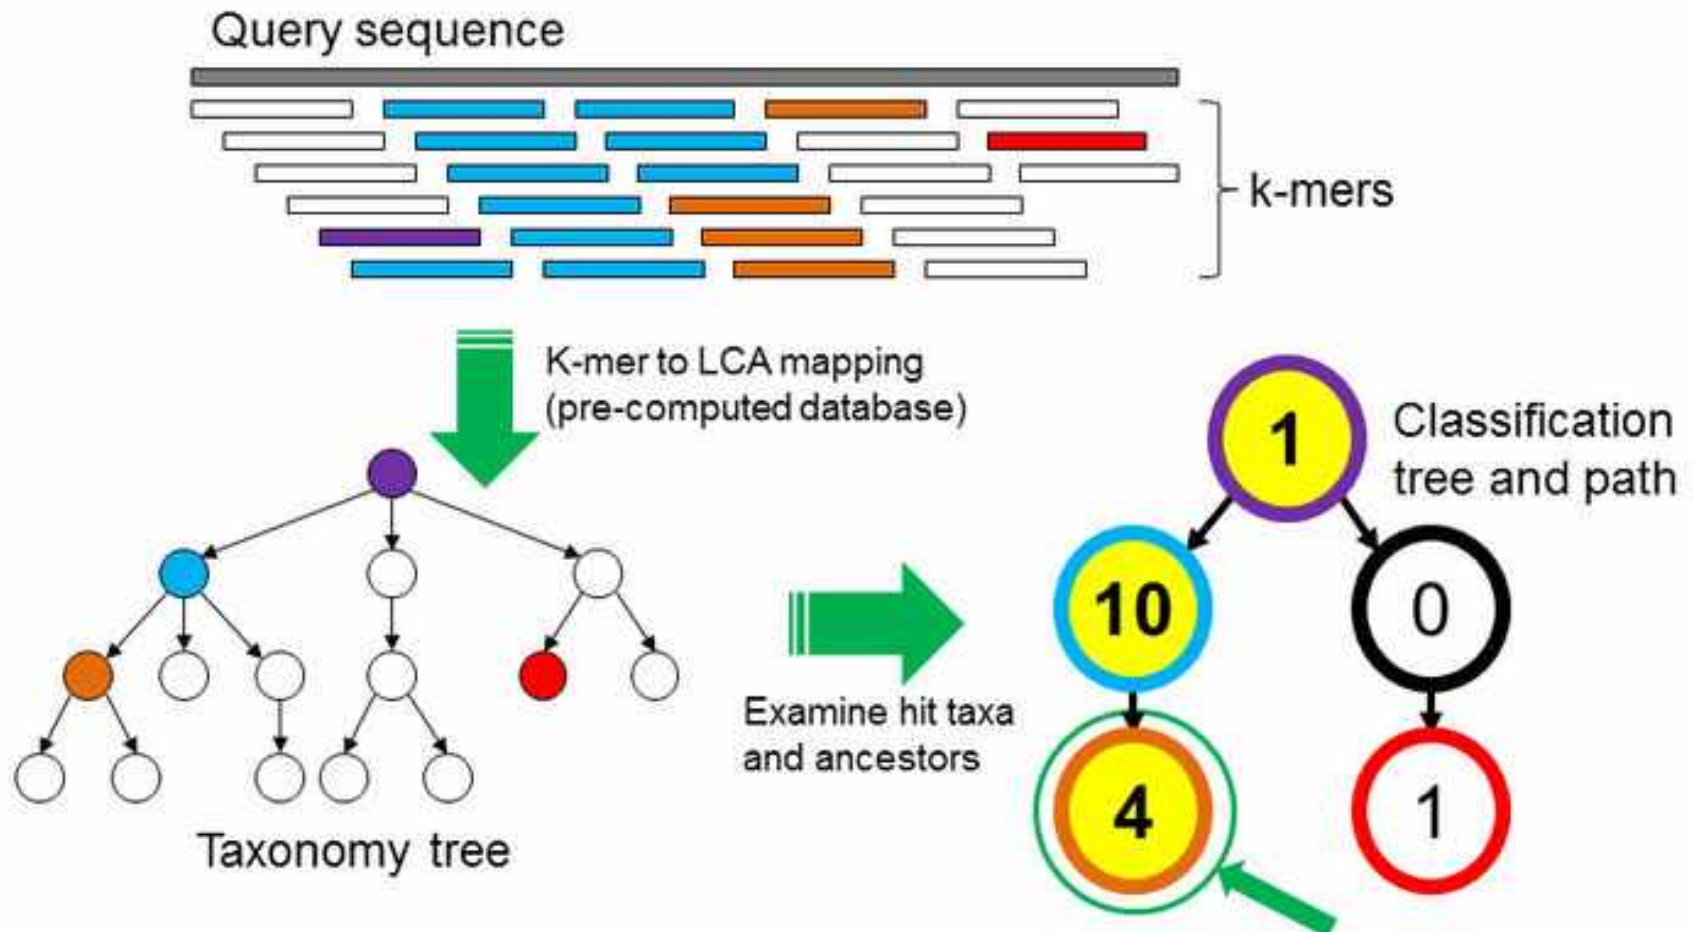 Query sequence
k-mers
K-mer to LCA mapping
(pre-computed database)
1
Classification
tree and path
10
0
Examine hit taxa
and ancestors
4
1
Taxonomy tree